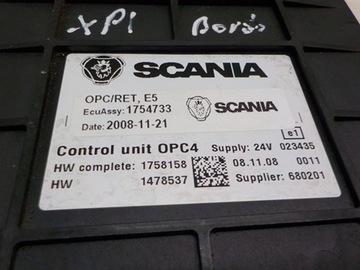 XPI Borås
SCANIA
OPC/RET, E5
EcuAssy: 1754733
SCANIA
Date: 2008-11-21
e1
Control unit OPC4 Supply: 24V 023435
HW complete: 1758158 08.11.08 0011
HW 1478537 Supplier: 680201